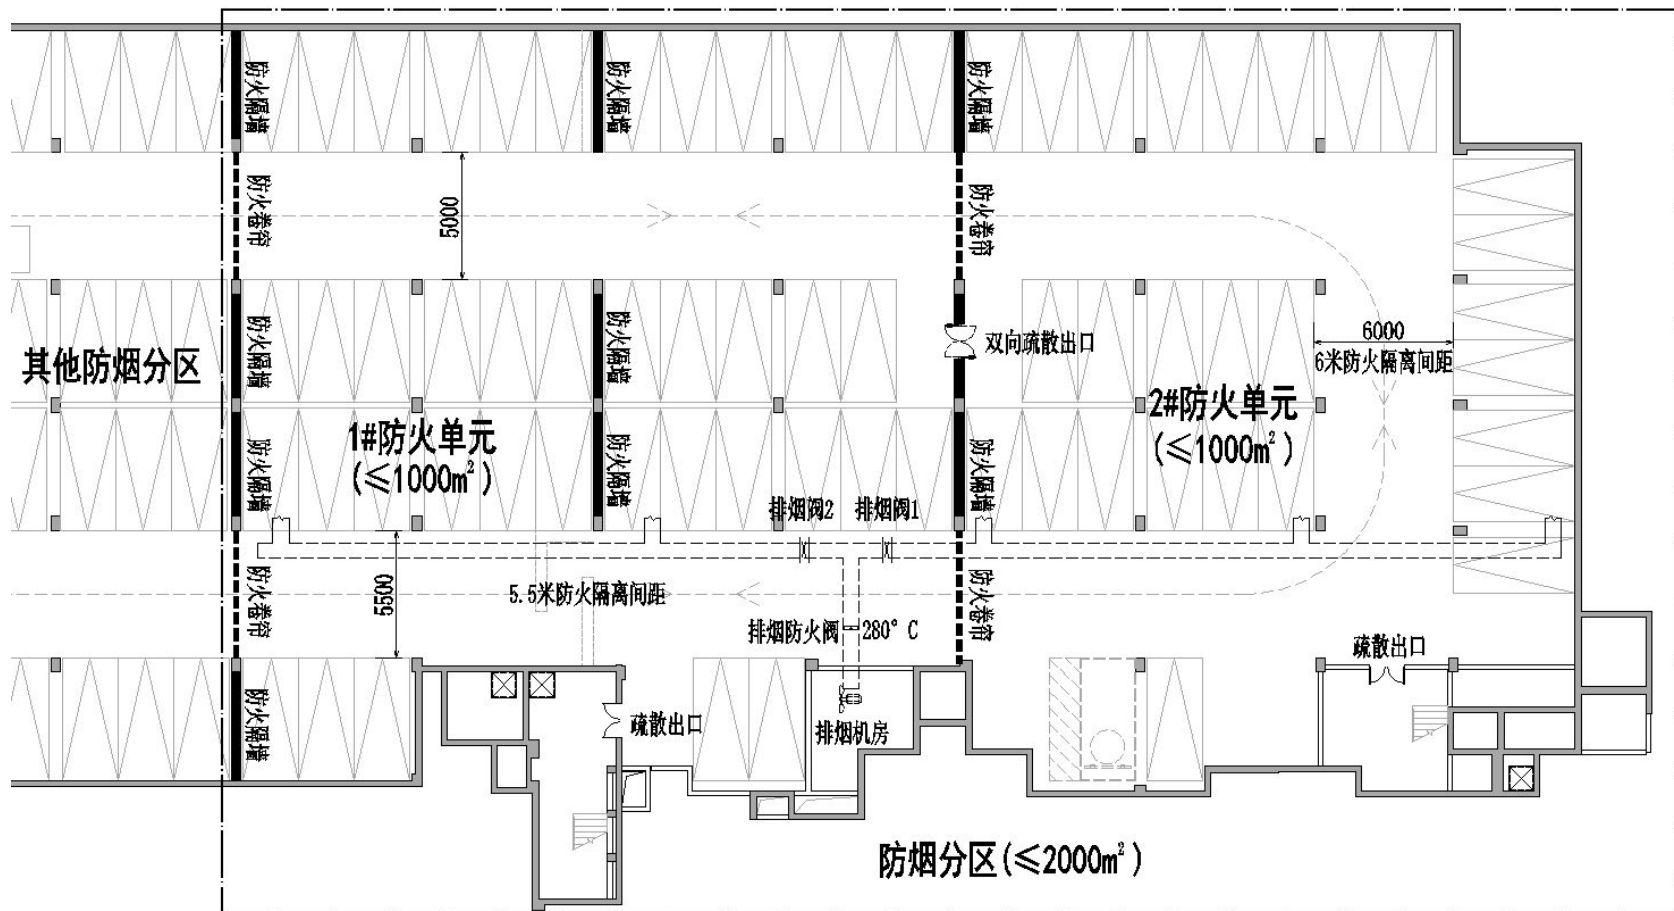 防火隔墙
防火隔墙
防火隔墙
防火卷帘
5000
防火卷帘
防火隔墙
防火隔墙
双向疏散出口
6000
6米防火隔离间距
其他防烟分区
1#防火单元
(≤1000m²)
2#防火单元
(≤1000m²)
防火隔墙
防火隔墙
防火隔墙
排烟阀2
排烟阀1
防火卷帘
5500
5.5米防火隔离间距
防火卷帘
排烟防火阀
280°C
疏散出口
防火隔墙
疏散出口
排烟机房
防烟分区(≤2000m²)